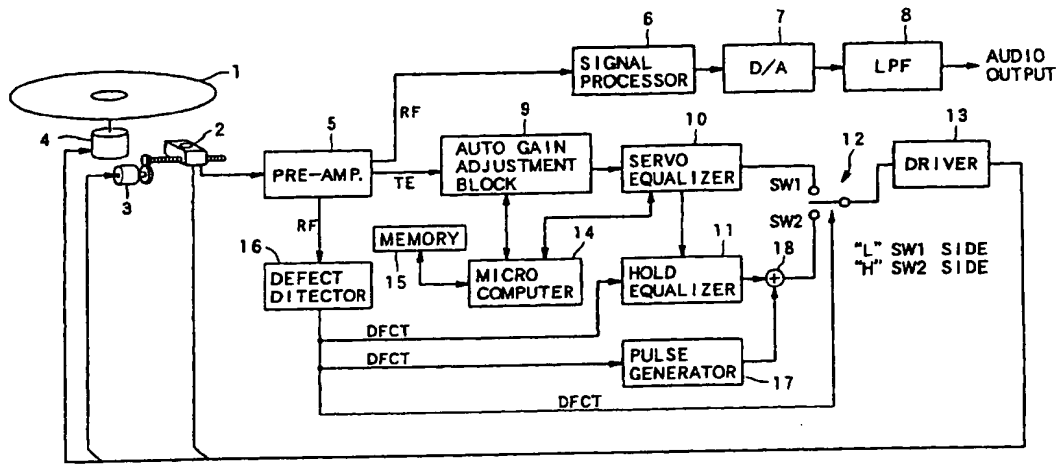 6
SIGNAL
PROCESSOR
7
D/A
8
LPF
AUDIO
OUTPUT
1
4
2
3
RF
5
PRE-AMP.
TE
9
AUTO GAIN
ADJUSTMENT
BLOCK
10
SERVO
EQUALIZER
SW1
SW2
12
13
DRIVER
"L" SW1 SIDE
"H" SW2 SIDE
RF
16
DEFECT
DITECTOR
MEMORY
15
14
MICRO
COMPUTER
11
HOLD
EQUALIZER
18
DFCT
DFCT
PULSE
GENERATOR
17
DFCT